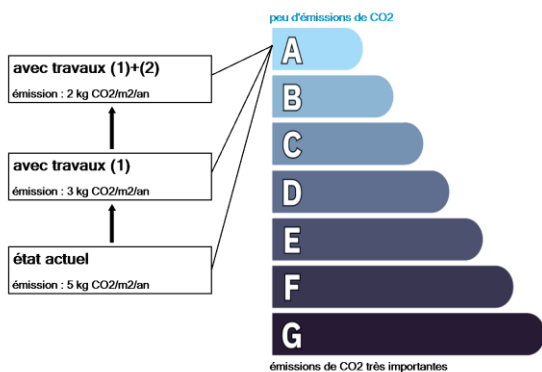 peu d'émissions de CO2
avec travaux (1)+(2)
émission : 2 kg CO2/m2/an
avec travaux (1)
émission : 3 kg CO2/m2/an
état actuel
émission : 5 kg CO2/m2/an
A
B
C
D
E
F
G
émissions de CO2 très importantes